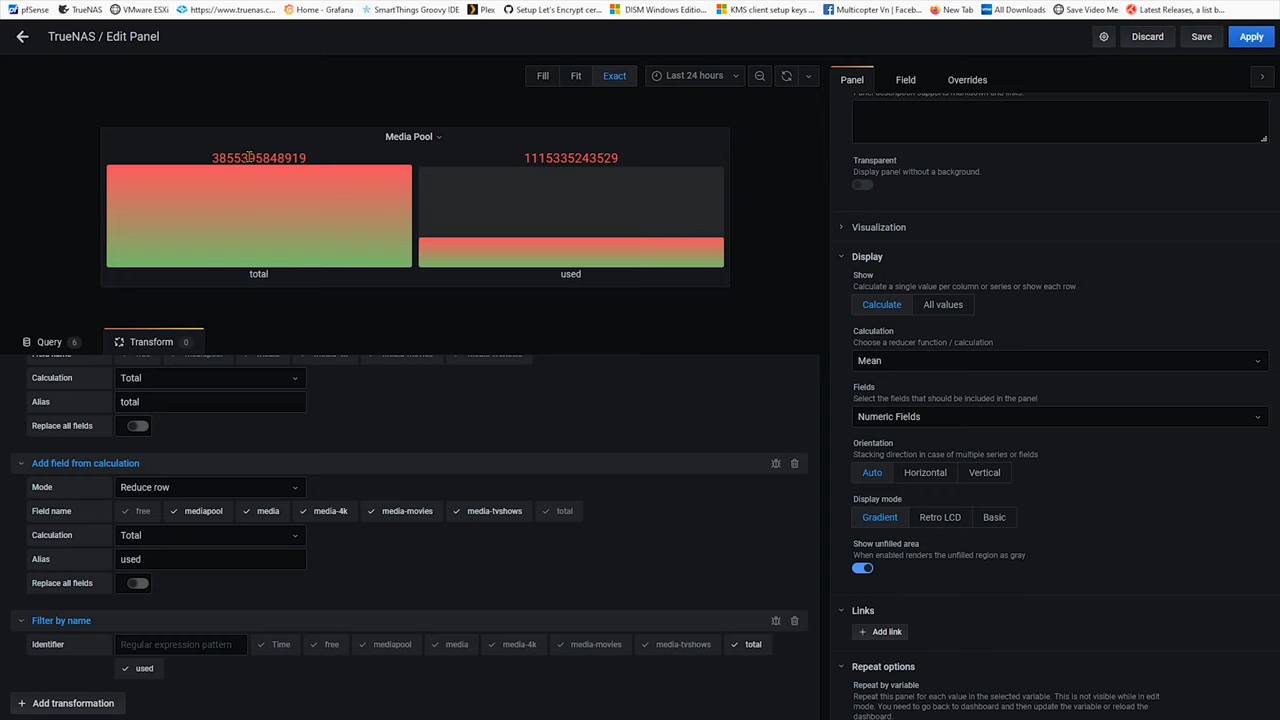 pfSense TrueNAS VMware ESXi https://www.truenas.c... Home - Grafana SmartThings Groovy IDE Plex Setup Let's Encrypt cer... DISM Windows Edition... KMS client setup keys ... Multicopter Vn | Faceb... New Tab All Downloads Save Video Me Latest Releases, a list b...
TrueNAS / Edit Panel
Discard Save Apply
Fill Fit Exact Last 24 hours
Media Pool
1115335243529
total used
Query 6 Transform 0
Calculation Total
Alias total
Replace all fields
Add field from calculation
Mode Reduce row
Field name free mediapool media media-4k media-movies media-tvshows total
Calculation Total
Alias used
Replace all fields
Filter by name
Identifier Regular expression pattern Time free mediapool media media-4k media-movies media-tvshows total
used
+ Add transformation
Panel Field Overrides
Panel description supports markdown and links.
Transparent
Display panel without a background.
Visualization
Display
Show
Calculate a single value per column or series or show each row
Calculate All values
Calculation
Choose a reducer function / calculation
Mean
Fields
Select the fields that should be included in the panel
Numeric Fields
Orientation
Stacking direction in case of multiple series or fields
Auto Horizontal Vertical
Display mode
Gradient Retro LCD Basic
Show unfilled area
When enabled renders the unfilled region as gray
Links
+ Add link
Repeat options
Repeat by variable
Repeat this panel for each value in the selected variable. This is not visible while in edit
mode. You need to go back to dashboard and then update the variable or reload the
dashboard.